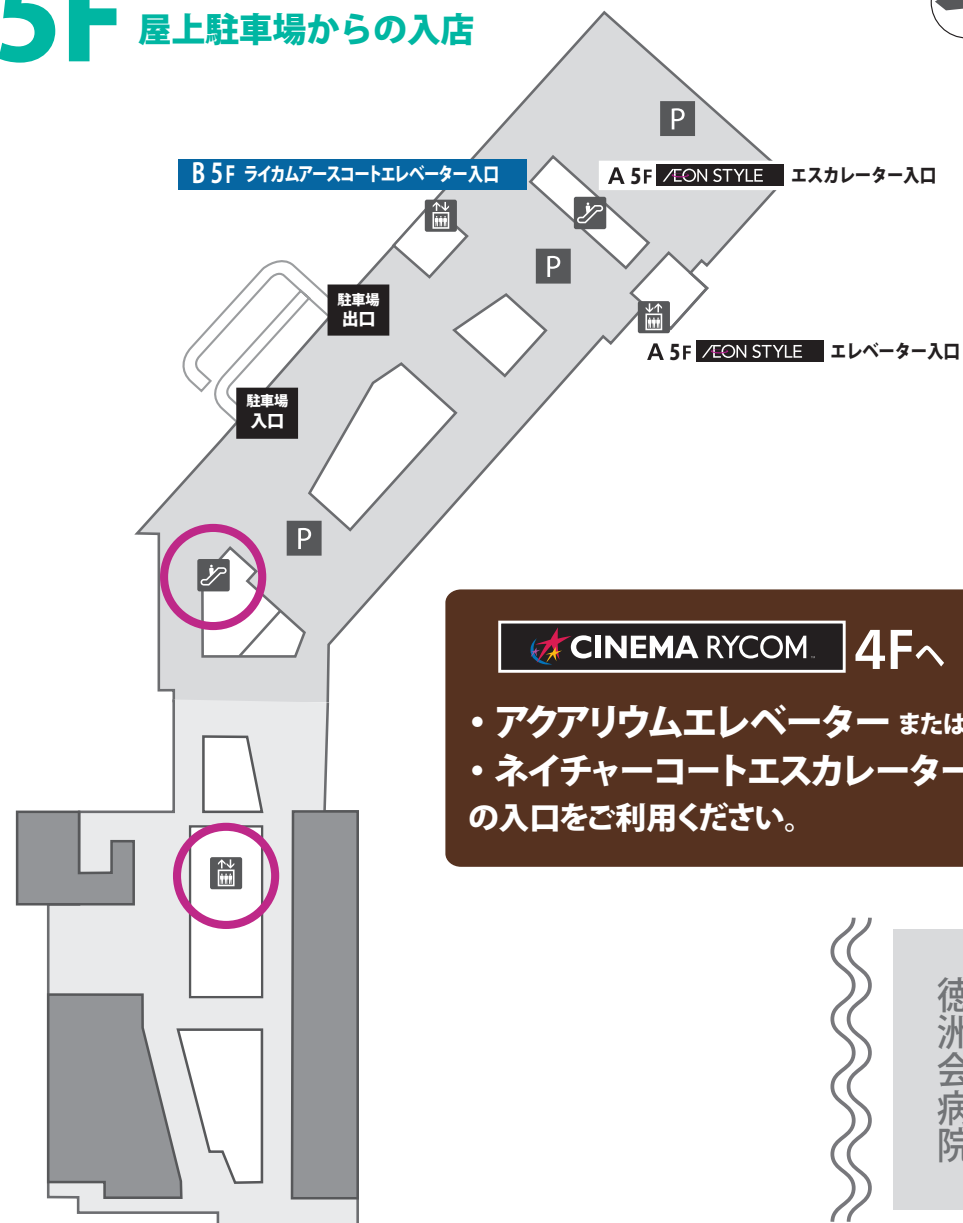 5F 屋上駐車場からの入店
P
B 5F ライカムアースコートエレベーター入口
A 5F ÆON STYLE エスカレーター入口
P
駐車場
出口
A 5F ÆON STYLE エレベーター入口
駐車場
入口
P
CINEMA RYCOM 4Fへ
・アクアリウムエレベーター または
・ネイチャーコートエスカレーター
の入口をご利用ください。
徳洲会病院